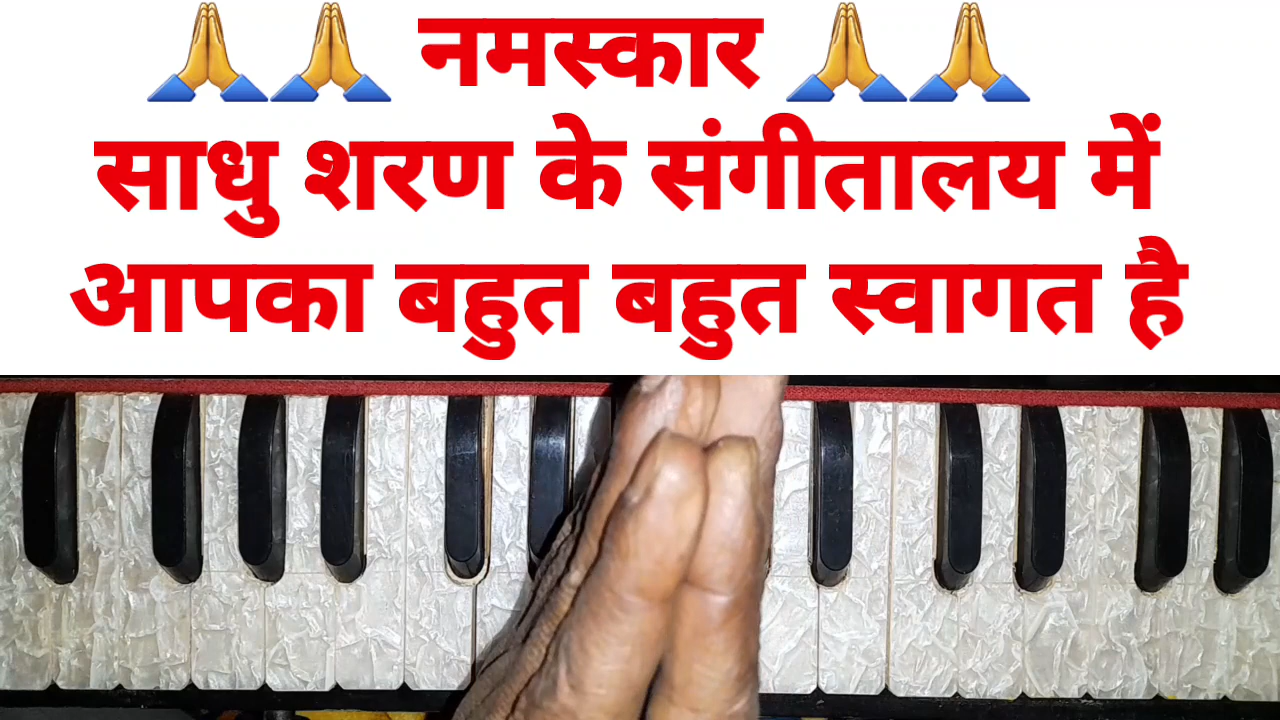 🙏🙏 नमस्कार 🙏🙏
साधु शरण के संगीतालय में
आपका बहुत बहुत स्वागत है